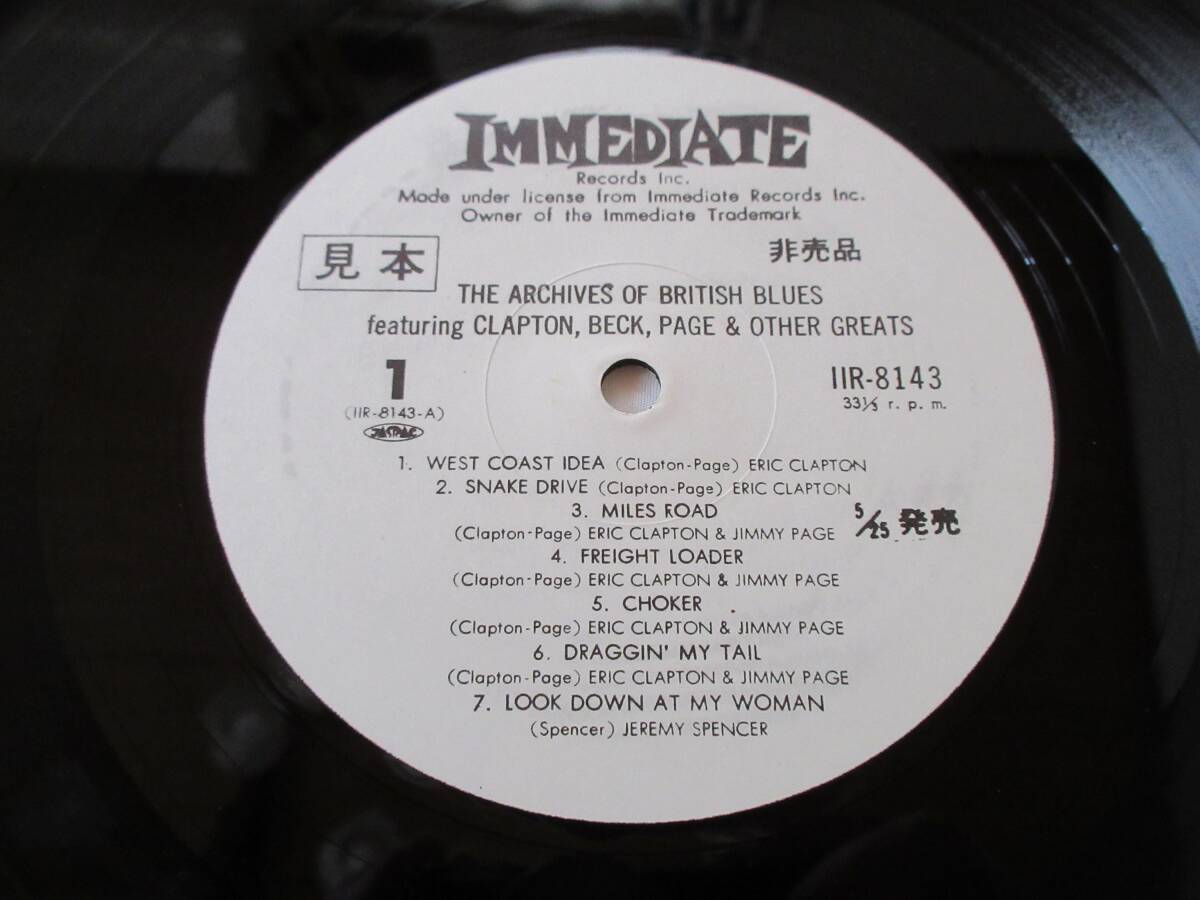 IMMEDIATE
Records Inc.
Made under license from Immediate Records Inc.
Owner of the Immediate Trademark
見本
非売品
THE ARCHIVES OF BRITISH BLUES
featuring CLAPTON, BECK, PAGE & OTHER GREATS
1
(IIR-8143-A)
JASRAC
IIR-8143
33⅓ r. p. m.
1. WEST COAST IDEA (Clapton-Page) ERIC CLAPTON
2. SNAKE DRIVE (Clapton-Page) ERIC CLAPTON
3. MILES ROAD
(Clapton-Page) ERIC CLAPTON & JIMMY PAGE
5/25 発売
4. FREIGHT LOADER
(Clapton-Page) ERIC CLAPTON & JIMMY PAGE
5. CHOKER
(Clapton-Page) ERIC CLAPTON & JIMMY PAGE
6. DRAGGIN' MY TAIL
(Clapton-Page) ERIC CLAPTON & JIMMY PAGE
7. LOOK DOWN AT MY WOMAN
(Spencer) JEREMY SPENCER